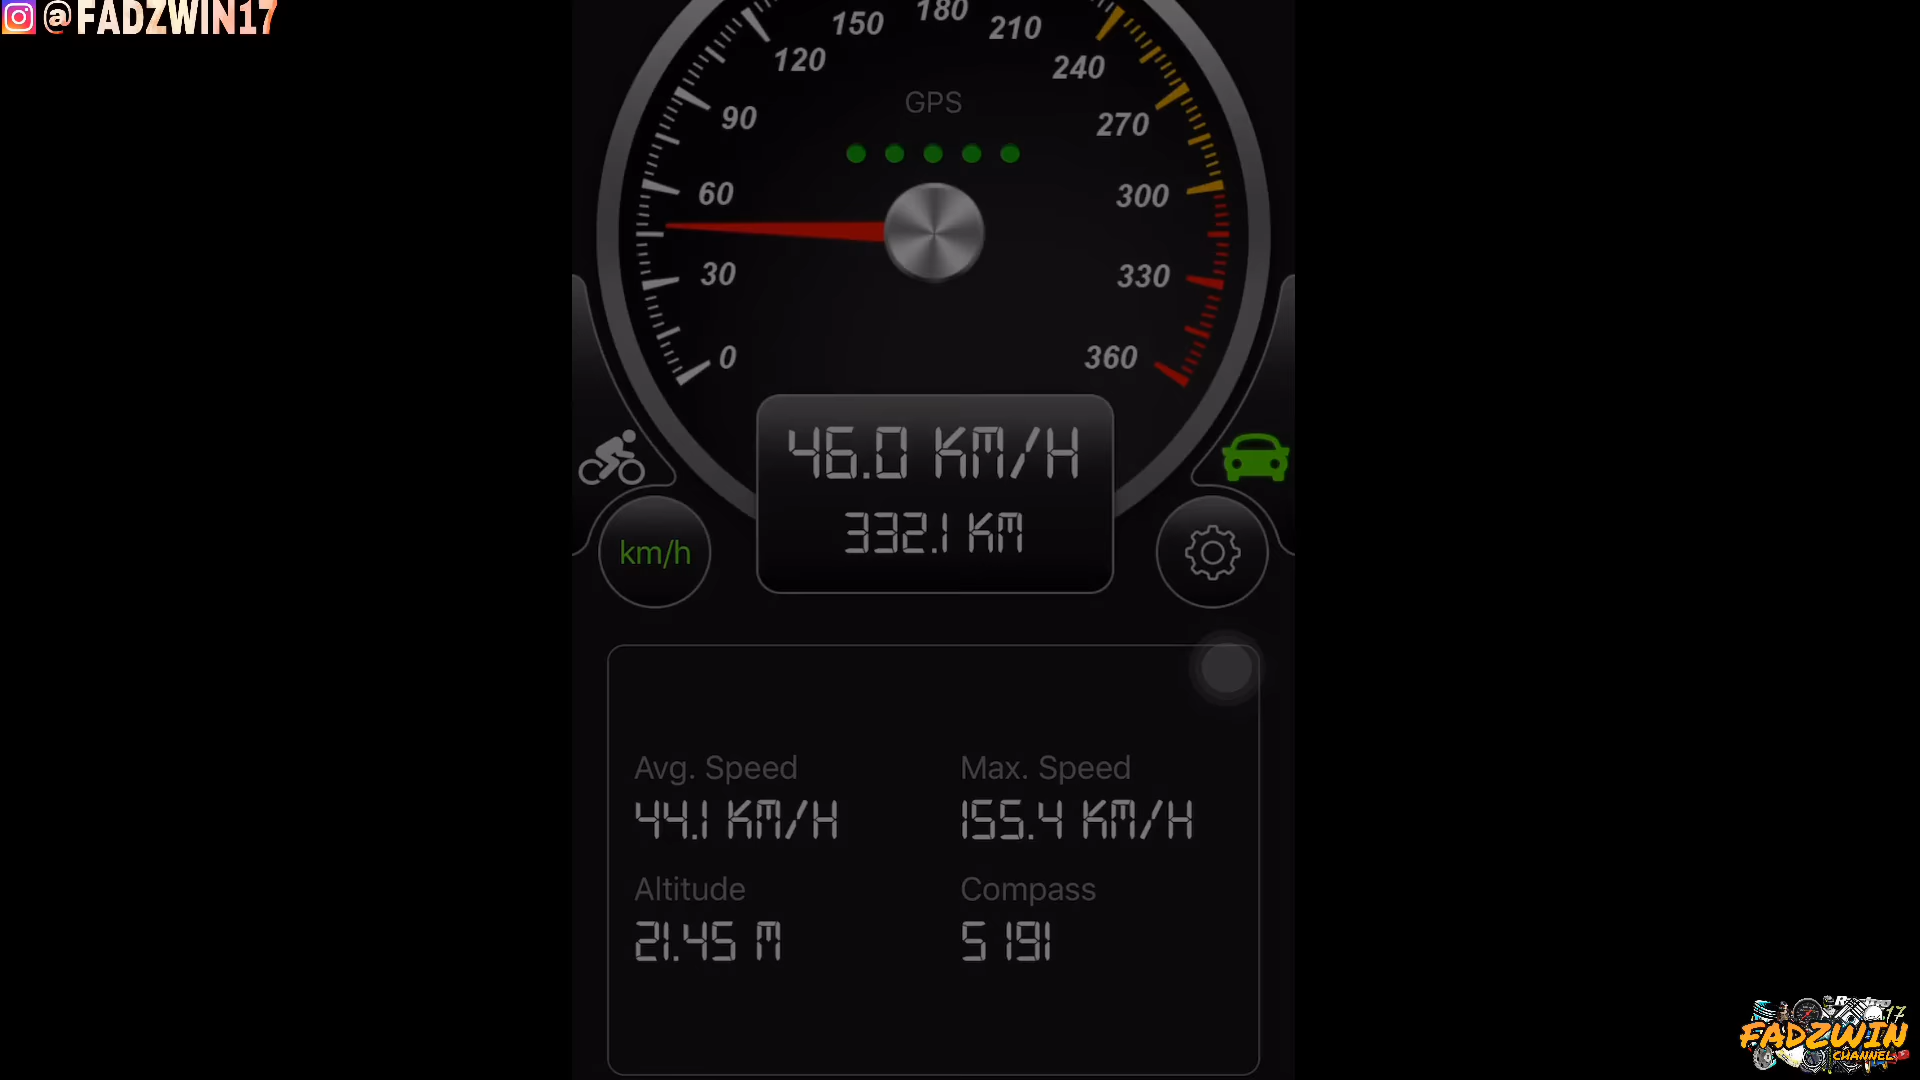 @FADZWIN17
180
150
210
120
240
GPS
90
270
60
300
30
330
0
360
46.0 KM/H
332.1 KM
km/h
Avg. Speed
Max. Speed
44.1 KM/H
155.4 KM/H
Altitude
Compass
21.45 M
S 191
17
FADZWIN
CHANNEL